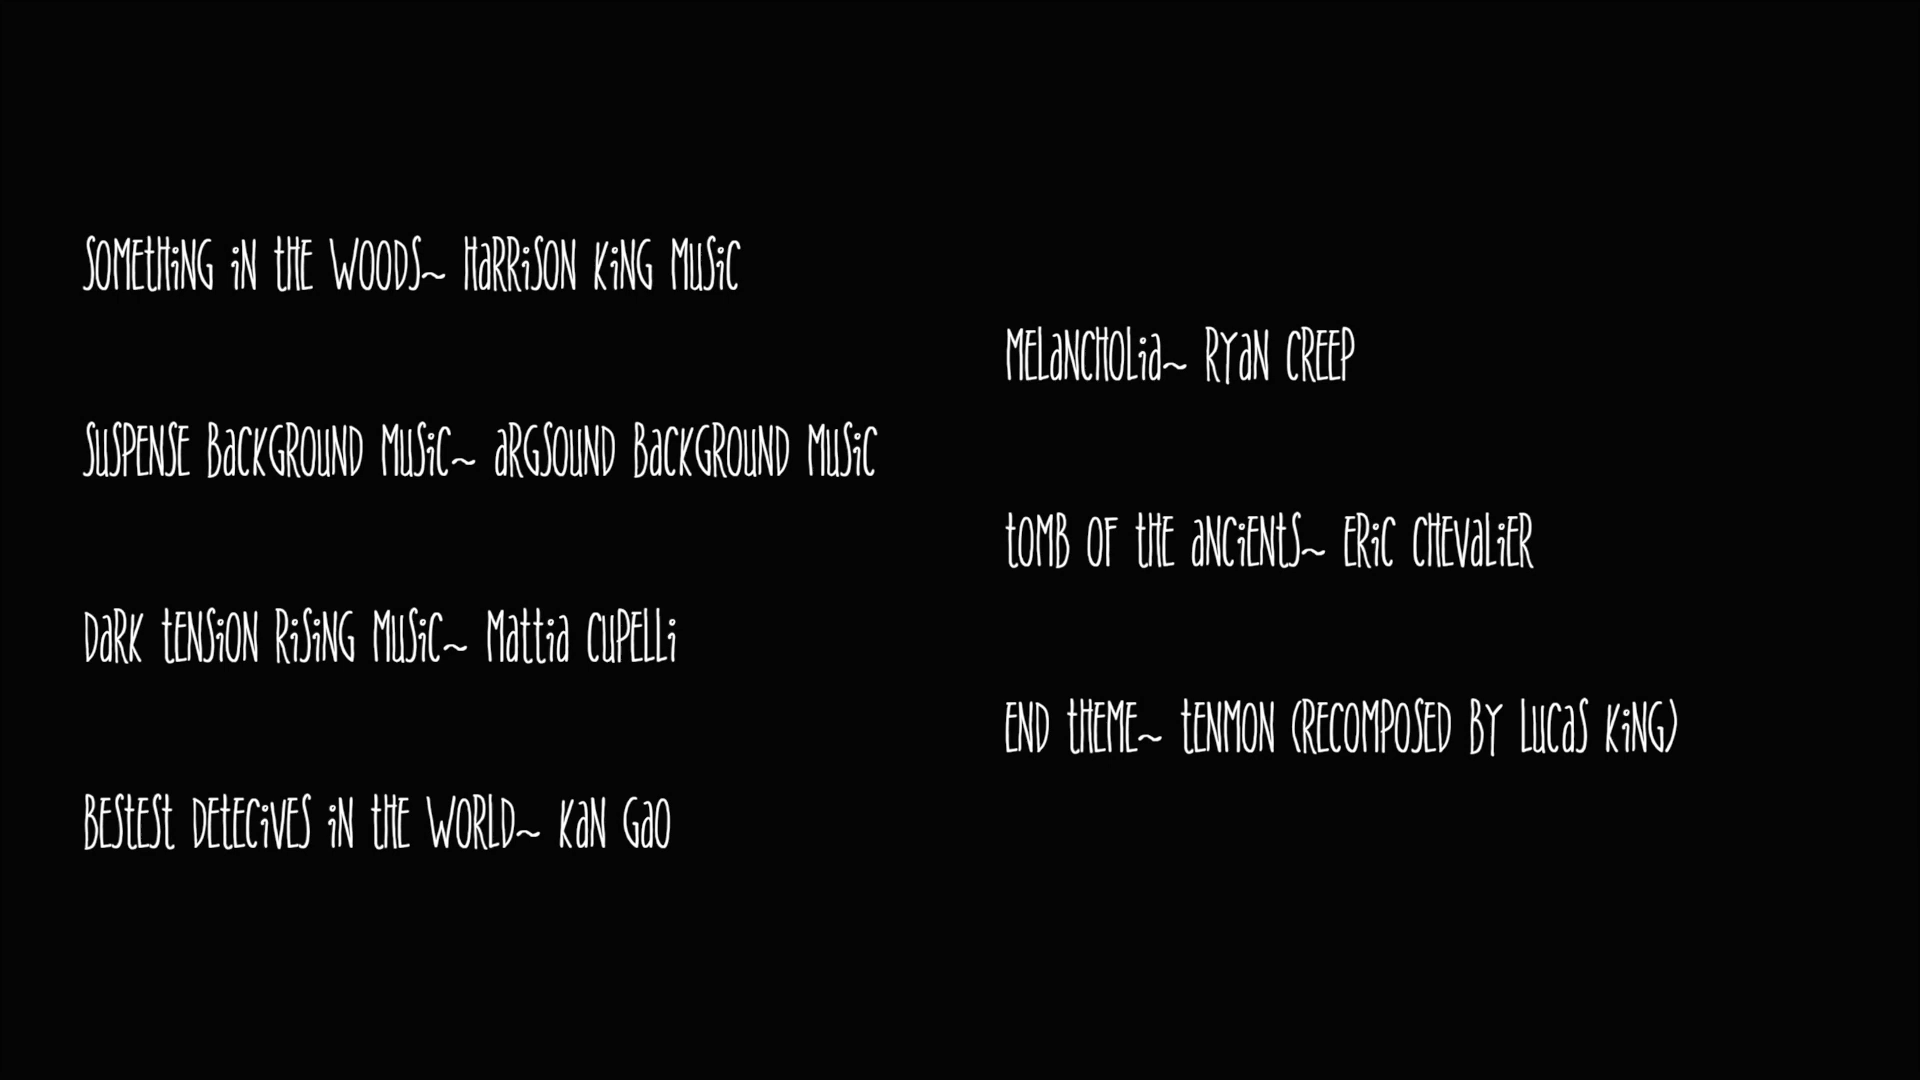 SOMETHING IN THE WOODS~ HARRISON KING MUSIC
SUSPENSE BACKGROUND MUSIC~ ARGSOUND BACKGROUND MUSIC
DARK TENSION RISING MUSIC~ MATTIA CUPELLI
BESTEST DETECIVES IN THE WORLD~ KAN GAO
MELANCHOLIA~ RYAN CREEP
TOMB OF THE ANCIENTS~ ERIC CHEVALIER
END THEME~ TENMON (RECOMPOSED BY LUCAS KING)